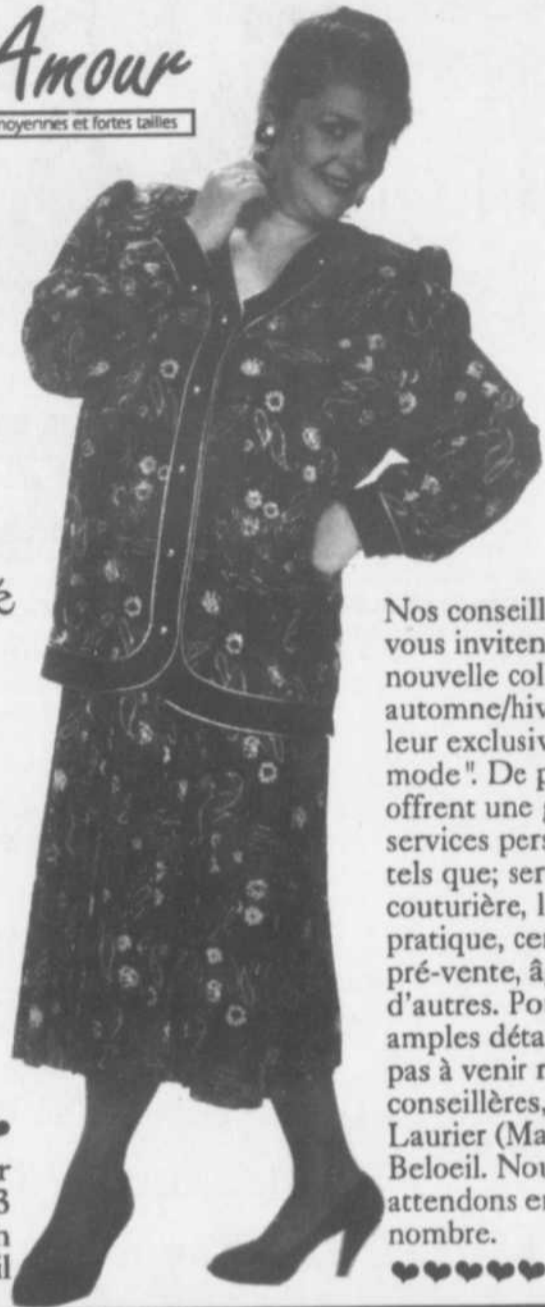 Amour
moyennes et fortes tailles
Nos conseill
vous inviten
nouvelle col
automne/hiv
leur exclusiv
mode". De p
offrent une g
services pers
tels que; ser
couturière, l
pratique, cer
pré-vente, â
d'autres. Po
amples déta
pas à venir r
conseillères,
Laurier (Ma
Beloeil. Nou
attendons en
nombre.
r
3
n
il